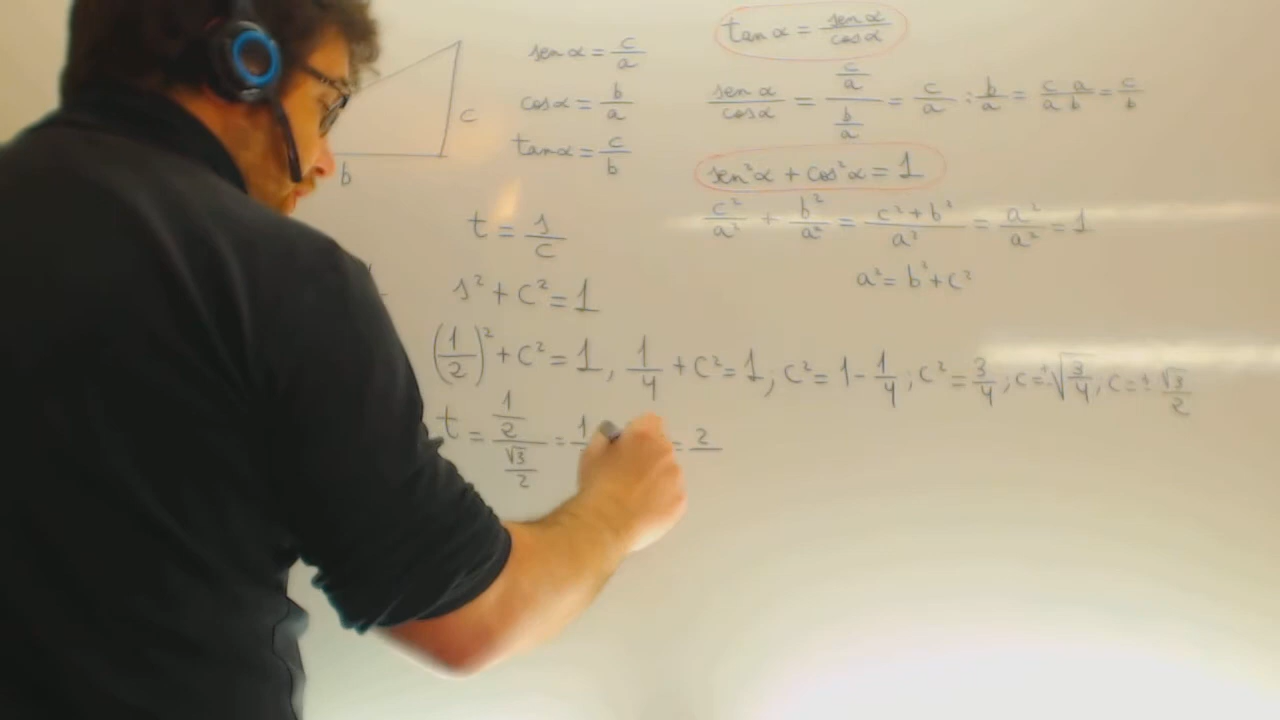 c
b
sen α = c/a
cos α = b/a
tan α = c/b
tan α = sen α/cos α
sen α/cos α = (c/a)/(b/a) = c/a : b/a = c a/a b = c/b
sen²α + cos²α = 1
c²/a² + b²/a² = c²+b²/a² = a²/a² = 1
a² = b² + c²
t = s/c
s² + c² = 1
(1/2)² + c² = 1, 1/4 + c² = 1; c² = 1 - 1/4; c² = 3/4; c = ±√(3/4); c = ± √3/2
t = (1/2)/(√3/2) = 1 = 2